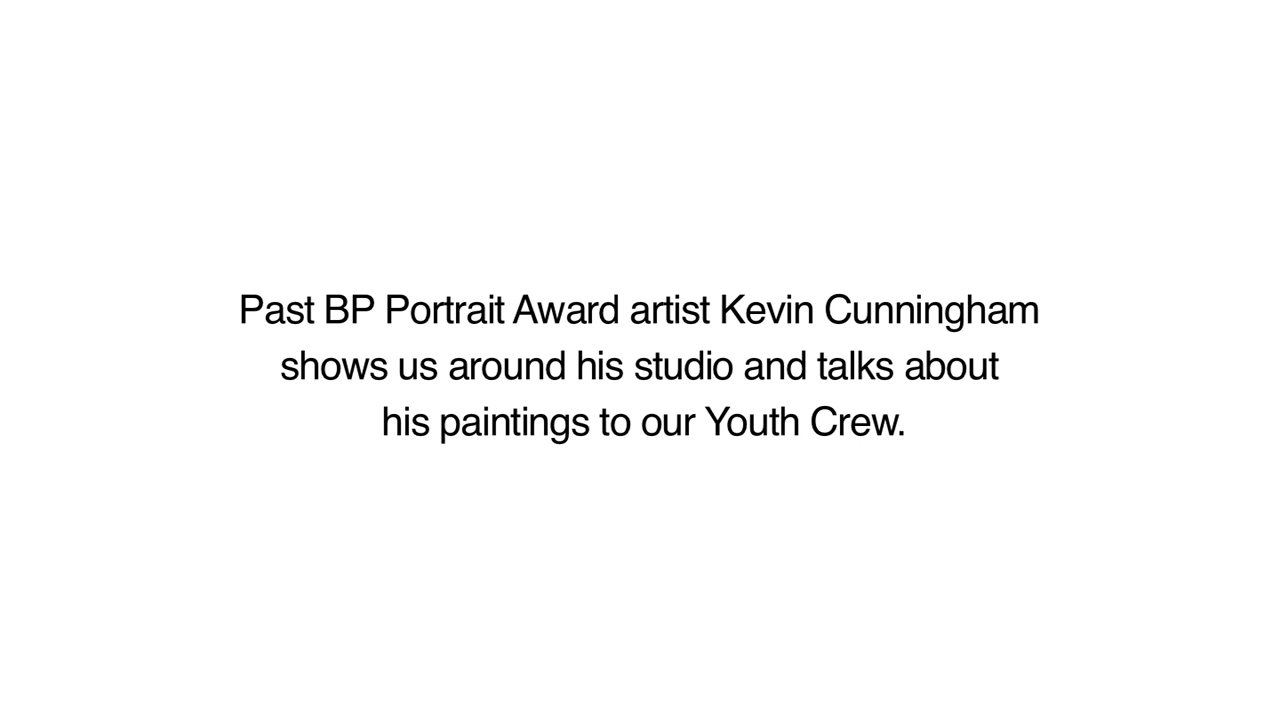 Past BP Portrait Award artist Kevin Cunningham
shows us around his studio and talks about
his paintings to our Youth Crew.